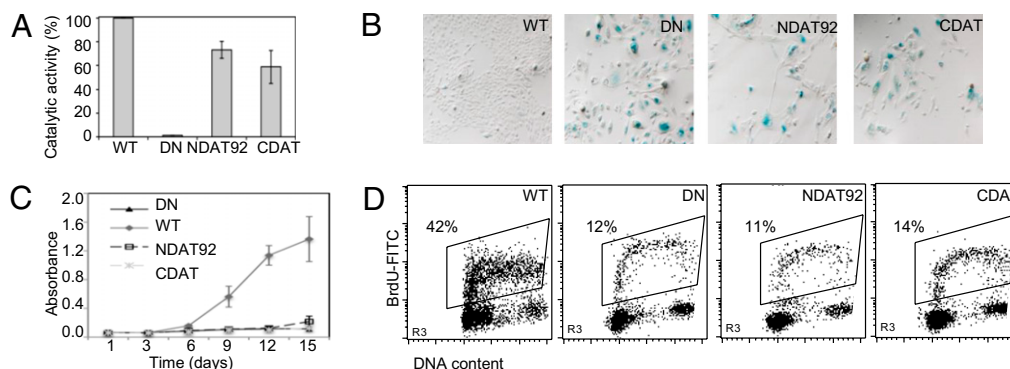 A
Catalytic activity (%)
100
80
60
40
20
0
WT
DN
NDAT92
CDAT
B
WT
DN
NDAT92
CDAT
C
Absorbance
2.0
1.6
1.2
0.8
0.4
0.0
DN
WT
NDAT92
CDAT
1
3
6
9
12
15
Time (days)
D
BrdU-FITC
WT
42%
R3
DN
12%
R3
NDAT92
11%
R3
CDA
14%
R3
DNA content